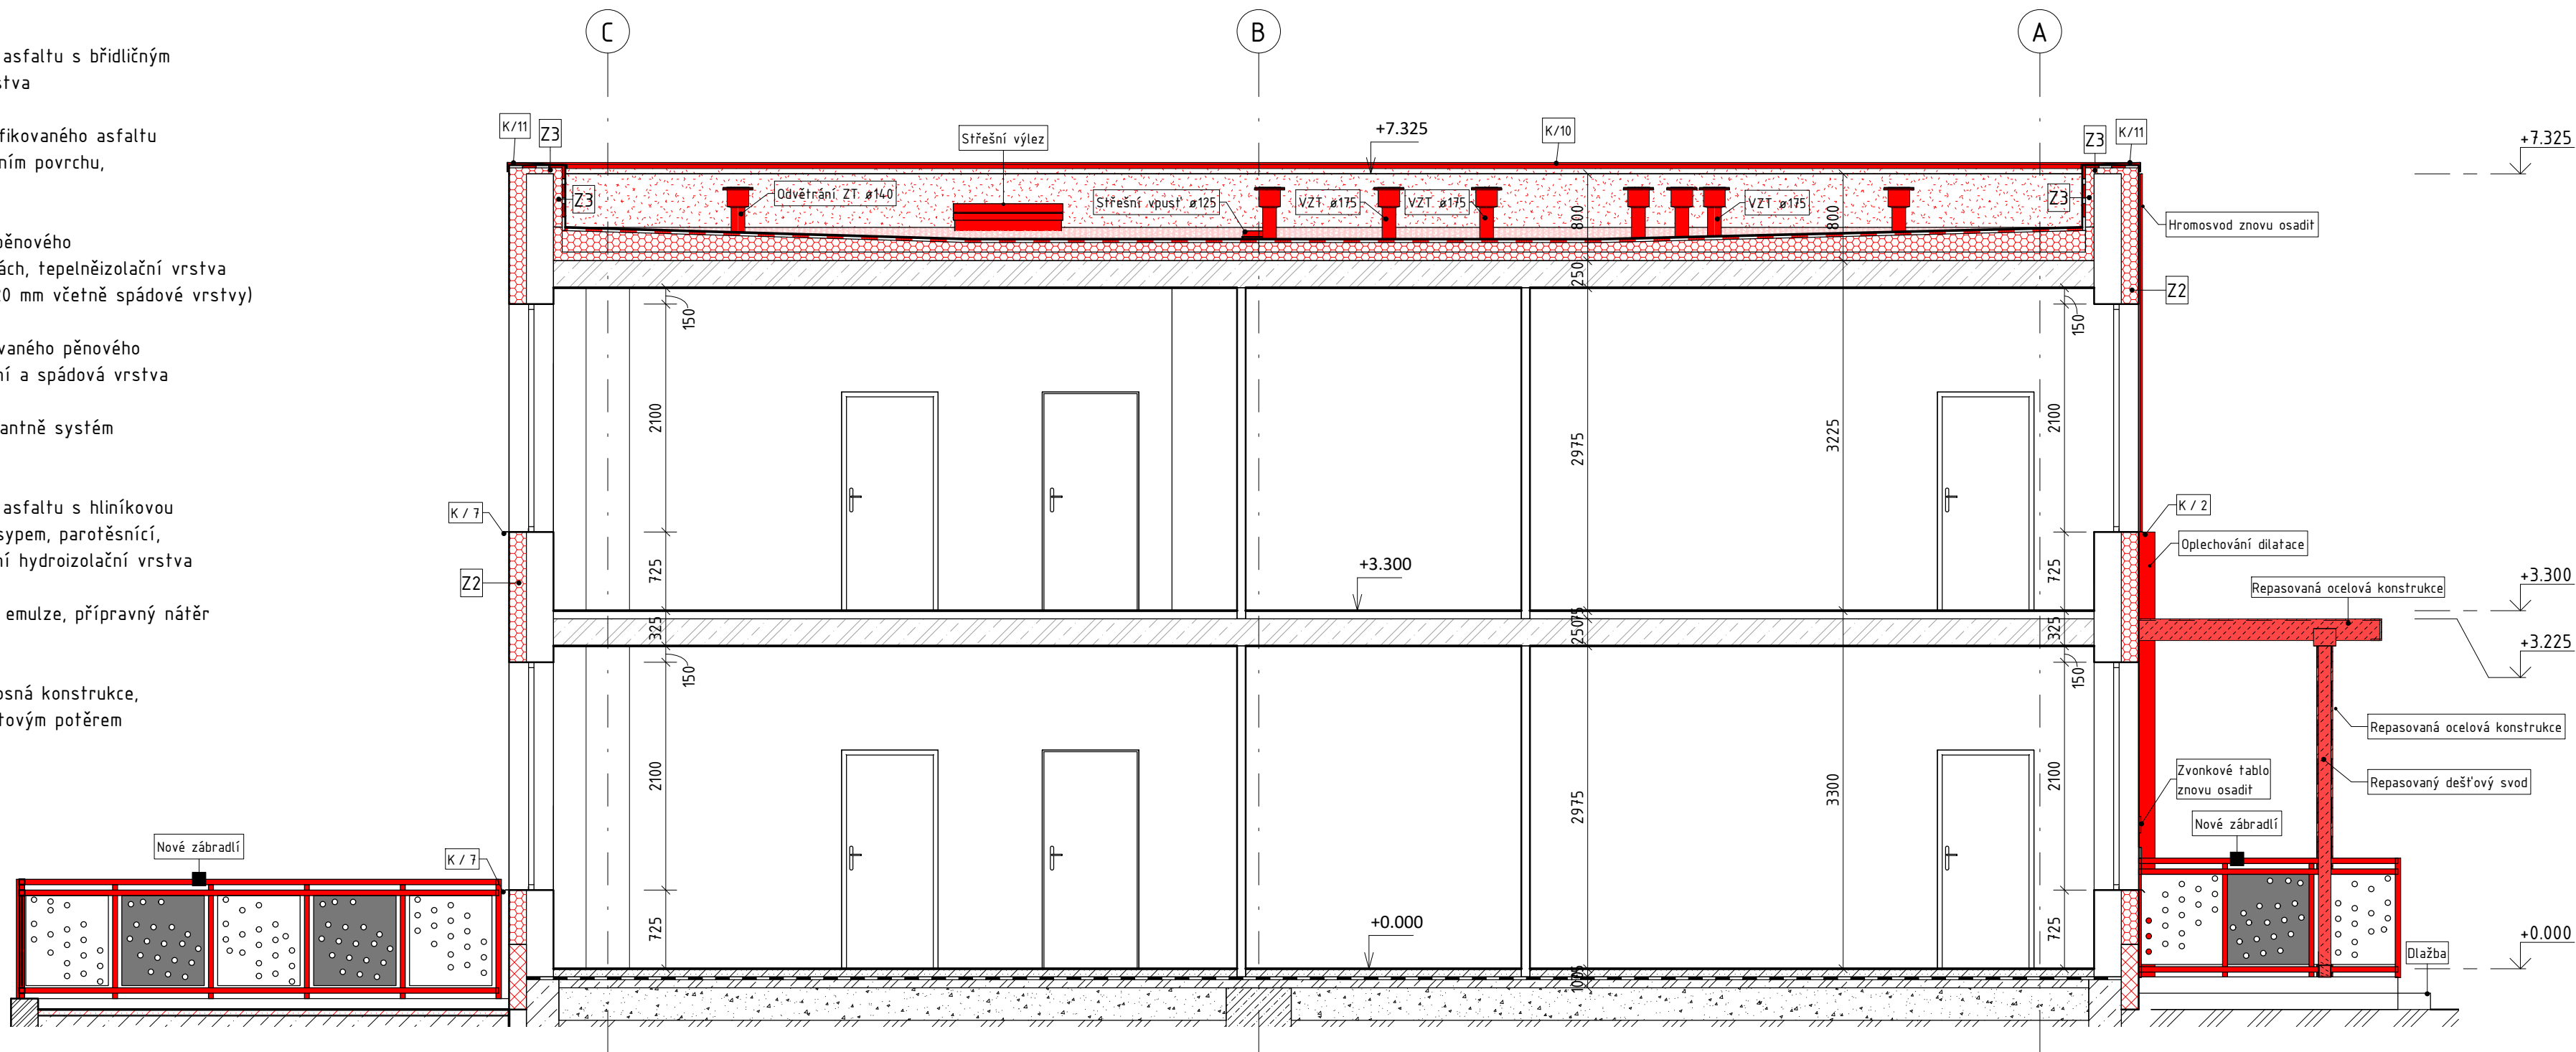 asfaltu s břidličným
stva
fikovaného asfaltu
ním povrchu,
pěnového
ách, tepelněizolační vrstva
20 mm včetně spádové vrstvy)
vaného pěnového
ní a spádová vrstva
antně systém
asfaltu s hliníkovou
sypem, parotěsnící,
ní hydroizolační vrstva
emulze, přípravný nátěr
osná konstrukce,
tovým potěrem
C
B
A
K/11
Z3
Střešní výlez
+7.325
K/10
Z3
K/11
+7.325
Z3
Odvětrání ZT ø140
Střešní vpusť ø125
VZT ø175
VZT ø175
VZT ø175
Z3
Hromosvod znovu osadit
800
800
250
Z2
150
150
2100
2975
3225
2100
K / 7
K / 2
Oplechování dilatace
Z2
725
+3.300
725
+3.300
Repasovaná ocelová konstrukce
325
75
250
325
+3.225
150
150
Repasovaná ocelová konstrukce
2100
2975
3300
2100
Zvonkové tablo
znovu osadit
Repasovaný dešťový svod
Nové zábradlí
K / 7
Nové zábradlí
725
+0.000
725
+0.000
Dlažba